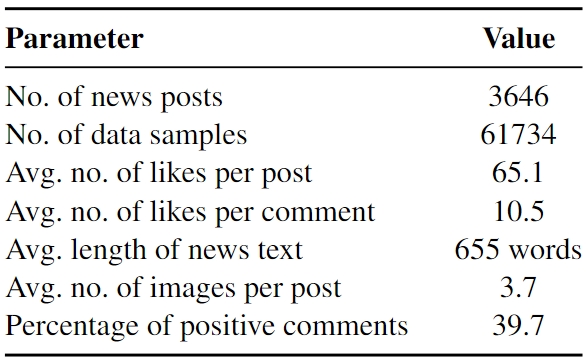 Parameter Value
No. of news posts 3646
No. of data samples 61734
Avg. no. of likes per post 65.1
Avg. no. of likes per comment 10.5
Avg. length of news text 655 words
Avg. no. of images per post 3.7
Percentage of positive comments 39.7